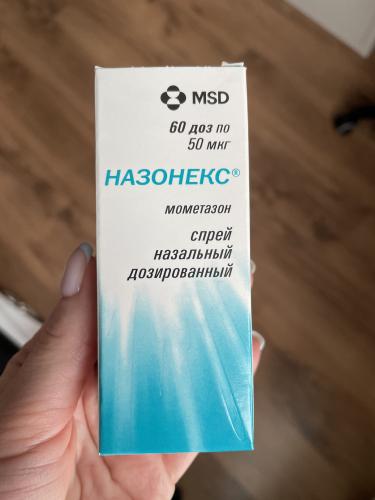 MSD
60 доз по
50 мкг
НАЗОНЕКС®
мометазон
спрей
назальный
дозированный